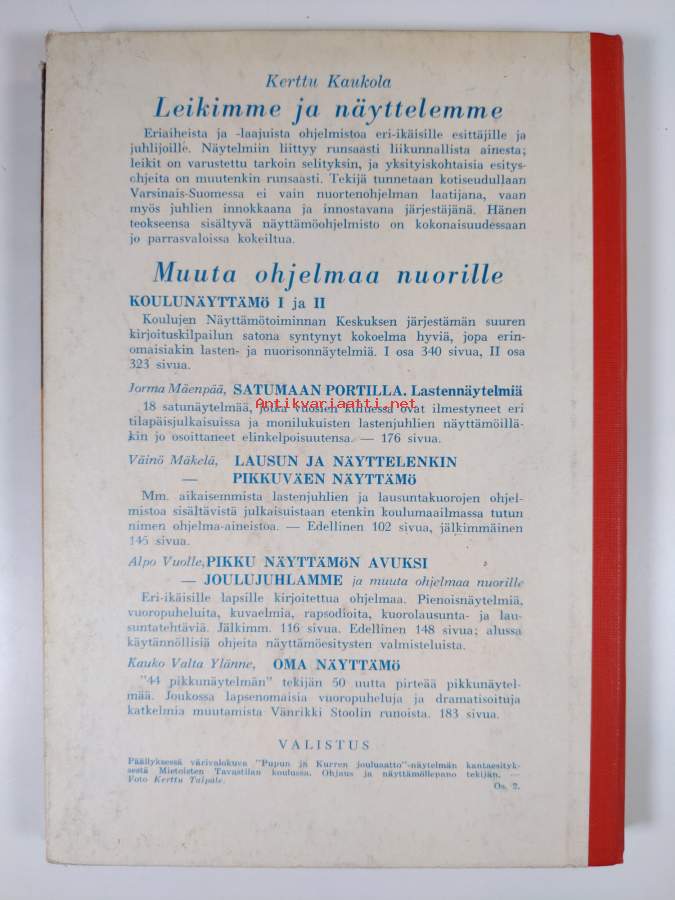 Kerttu Kaukola
Leikimme ja näyttelemme
Eriaiheista ja -laajuista ohjelmistoa eri-ikäisille esittäjille ja
juhlijoille. Näytelmiin liittyy runsaasti liikunnallista ainesta;
leikit on varustettu tarkoin selityksin, ja yksityiskohtaisia esitys-
ohjeita on muutenkin runsaasti. Tekijä tunnetaan kotiseudullaan
Varsinais-Suomessa ei vain nuortenohjelman laatijana, vaan
myös juhlien innokkaana ja innostavana järjestäjänä. Hänen
teokseensa sisältyvä näyttämöohjelmisto on kokonaisuudessaan
jo parrasvaloissa kokeiltua.
Muuta ohjelmaa nuorille
KOULUNÄYTTÄMÖ I ja II
Koulujen Näyttämötoiminnan Keskuksen järjestämän suuren
kirjoituskilpailun satona syntynyt kokoelma hyviä, jopa erin-
omaisiakin lasten- ja nuorisonnäytelmiä. I osa 340 sivua, II osa
323 sivua.
Jorma Mäenpää, SATUMAAN PORTILLA. Lastennäytelmiä
Antikvariaatti.net
18 satunäytelmää, jotka vuosien kuluessa ovat ilmestyneet eri
tilapäisjulkaisuissa ja monilukuisten lastenjuhlien näyttämöillä-
kin jo osoittaneet elinkelpoisuutensa. — 176 sivua.
Väinö Mäkelä, LAUSUN JA NÄYTTELENKIN
— PIKKUVÄEN NÄYTTÄMÖ
Mm. aikaisemmista lastenjuhlien ja lausuntakuorojen ohjel-
mistoa sisältävistä julkaisuistaan etenkin koulumaailmassa tutun
nimen ohjelma-aineistoa. — Edellinen 102 sivua, jälkimmäinen
145 sivua.
Alpo Vuolle, PIKKU NÄYTTÄMÖN AVUKSI
— JOULUJUHLAMME ja muuta ohjelmaa nuorille
Eri-ikäisille lapsille kirjoitettua ohjelmaa. Pienoisnäytelmiä,
vuoropuheluita, kuvaelmia, rapsodioita, kuorolausunta- ja lau-
suntatehtäviä. Jälkimm. 116 sivua. Edellinen 148 sivua; alussa
käytännöllisiä ohjeita näyttämöesitysten valmisteluista.
Kauko Valta Ylänne, OMA NÄYTTÄMÖ
"44 pikkunäytelmän" tekijän 50 uutta pirteää pikkunäytel-
mää. Joukossa lapsenomaisia vuoropuheluja ja dramatisoituja
katkelmia muutamista Vänrikki Stoolin runoista. 183 sivua.
VALISTUS
Päällyksessä värivalokuva "Pupun ja Kurren jouluaatto"-näytelmän kantaesityk-
sestä Mietoisten Tavastilan koulussa. Ohjaus ja näyttämöllepano tekijän. —
Foto Kerttu Talpale.
Os. 2.